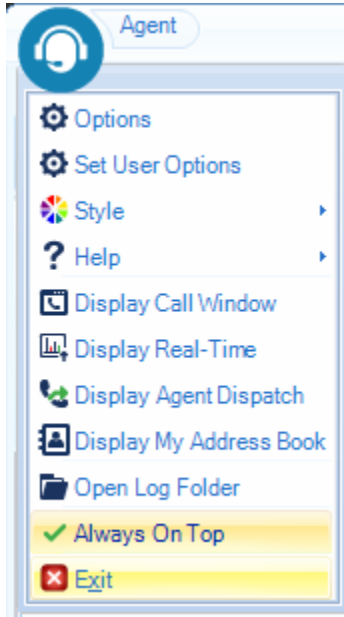 Agent
Options
Set User Options
Style
Help
Display Call Window
Display Real-Time
Display Agent Dispatch
Display My Address Book
Open Log Folder
Always On Top
Exit